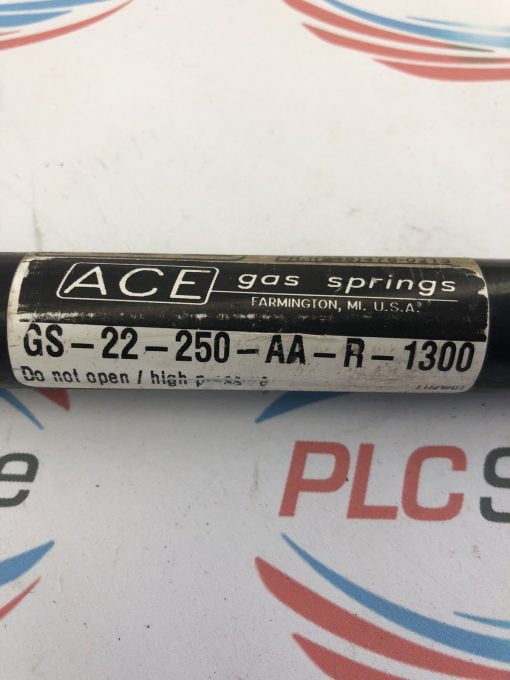 ACE gas springs
FARMINGTON, MI. U.S.A.
GS-22-250-AA-R-1300
Do not open / high
e PLC S